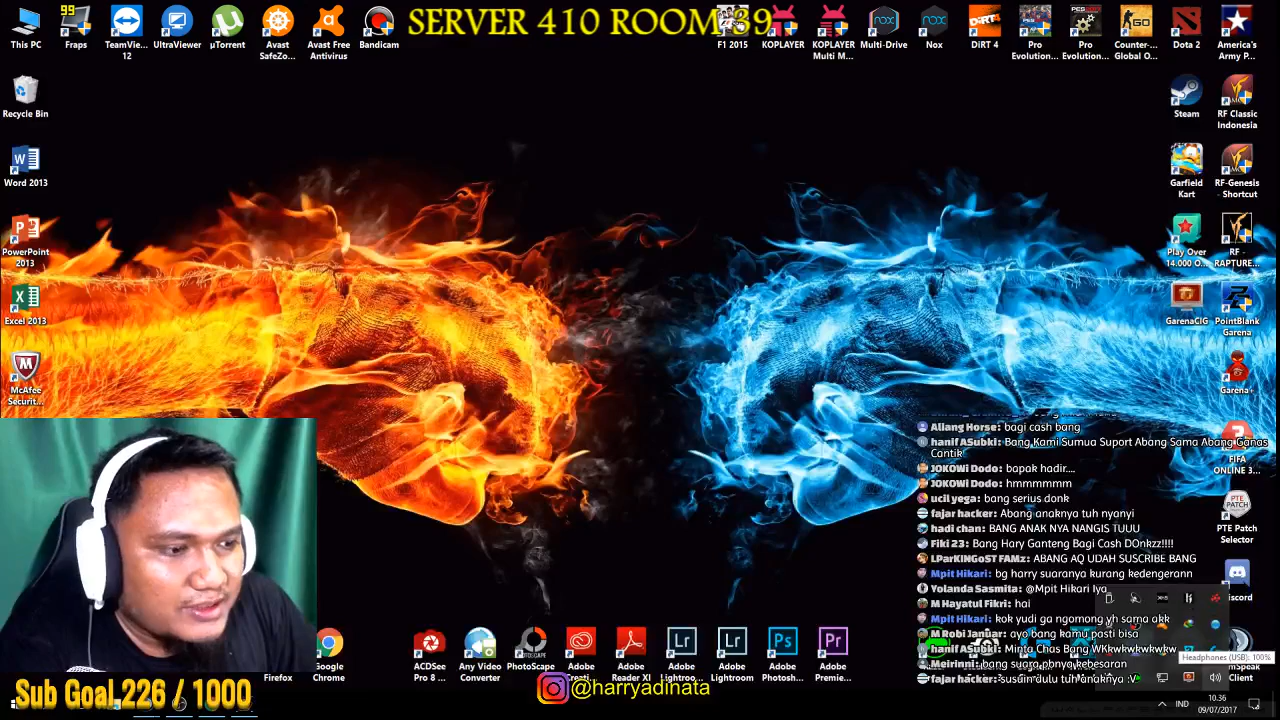 SERVER 410 ROOM 39
This PC
99
Fraps
TeamVie... 12
UltraViewer
µTorrent
Avast SafeZo...
Avast Free Antivirus
Bandicam
F1 2015
KOPLAYER
KOPLAYER Multi M...
Multi-Drive
Nox
DiRT 4
Pro Evolution...
Pro Evolution...
Counter-... Global O...
Dota 2
America's Army P...
Recycle Bin
Steam
RF Classic Indonesia
Word 2013
Garfield Kart
RF-Genesis - Shortcut
PowerPoint 2013
Play Over 14.000 O...
RF - RAPTURE...
Excel 2013
GarenaCIG
PointBlank Garena
McAfee Securit...
Garena+
FIFA ONLINE 3...
PTE PATCH
PTE Patch Selector
Aliang Horse: bagi cash bang
hanif ASubki: Bang Kami Sumua Suport Abang Sama Abang Ganas
Cantik
JOKOWi Dodo: bapak hadir....
JOKOWi Dodo: hmmmmmm
ucil yega: bang serius donk
fajar hacker: Abang anaknya tuh nyanyi
hadi chan: BANG ANAK NYA NANGIS TUUU
Fiki 23: Bang Hary Ganteng Bagi Cash DOnkzz!!!!
LParKINGoST FAMz: ABANG AQ UDAH SUSCRIBE BANG
Mpit Hikari: bg harry suaranya kurang kedengerann
Yolanda Sasmita: @Mpit Hikari Iya
M Hayatul Fikri: hai
Mpit Hikari: kok yudi ga ngomong yh sama akk
M Robi Januar: ayo bang kamu pasti bisa
hanif ASubki: Minta Chas Bang WKwkwkwkwkw
Meirinni: bang suara pbnya kebesaran
fajar hacker: susuin dulu tuh anaknya :V
Headphones (USB): 100%
Firefox
Google Chrome
ACDSee Pro 8 ...
Any Video Converter
PhotoScape
Adobe Creati...
Adobe Reader XI
Adobe Lightroo...
Adobe Lightroom
Adobe Photosh...
Adobe Premie...
Sub Goal 226 / 1000
@harryadinata
IND
10.36
09/07/2017